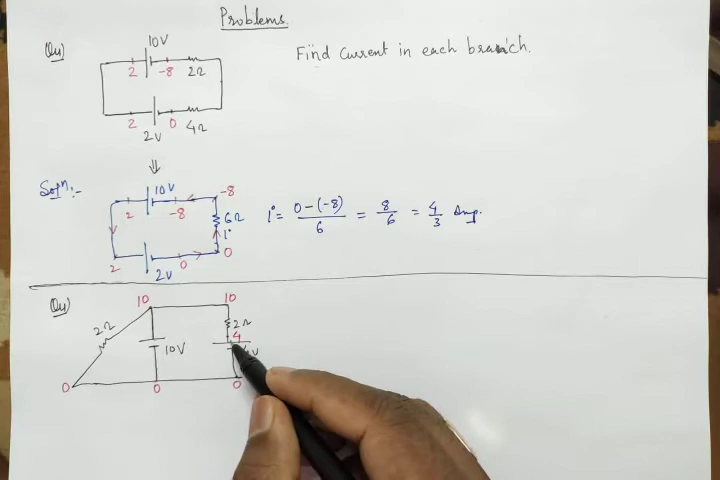 Problems.
Qu) Find Current in each branch.
10V
2 -8 2Ω
2 0 4Ω
2V
⇓
Solⁿ:-
10V -8
2 -8
6Ω i = 0-(-8)/6 = 8/6 = 4/3 Amp.
i
2 0 0
2V
Qu) 10 10
2Ω 2Ω
4
10V V
0 0 0